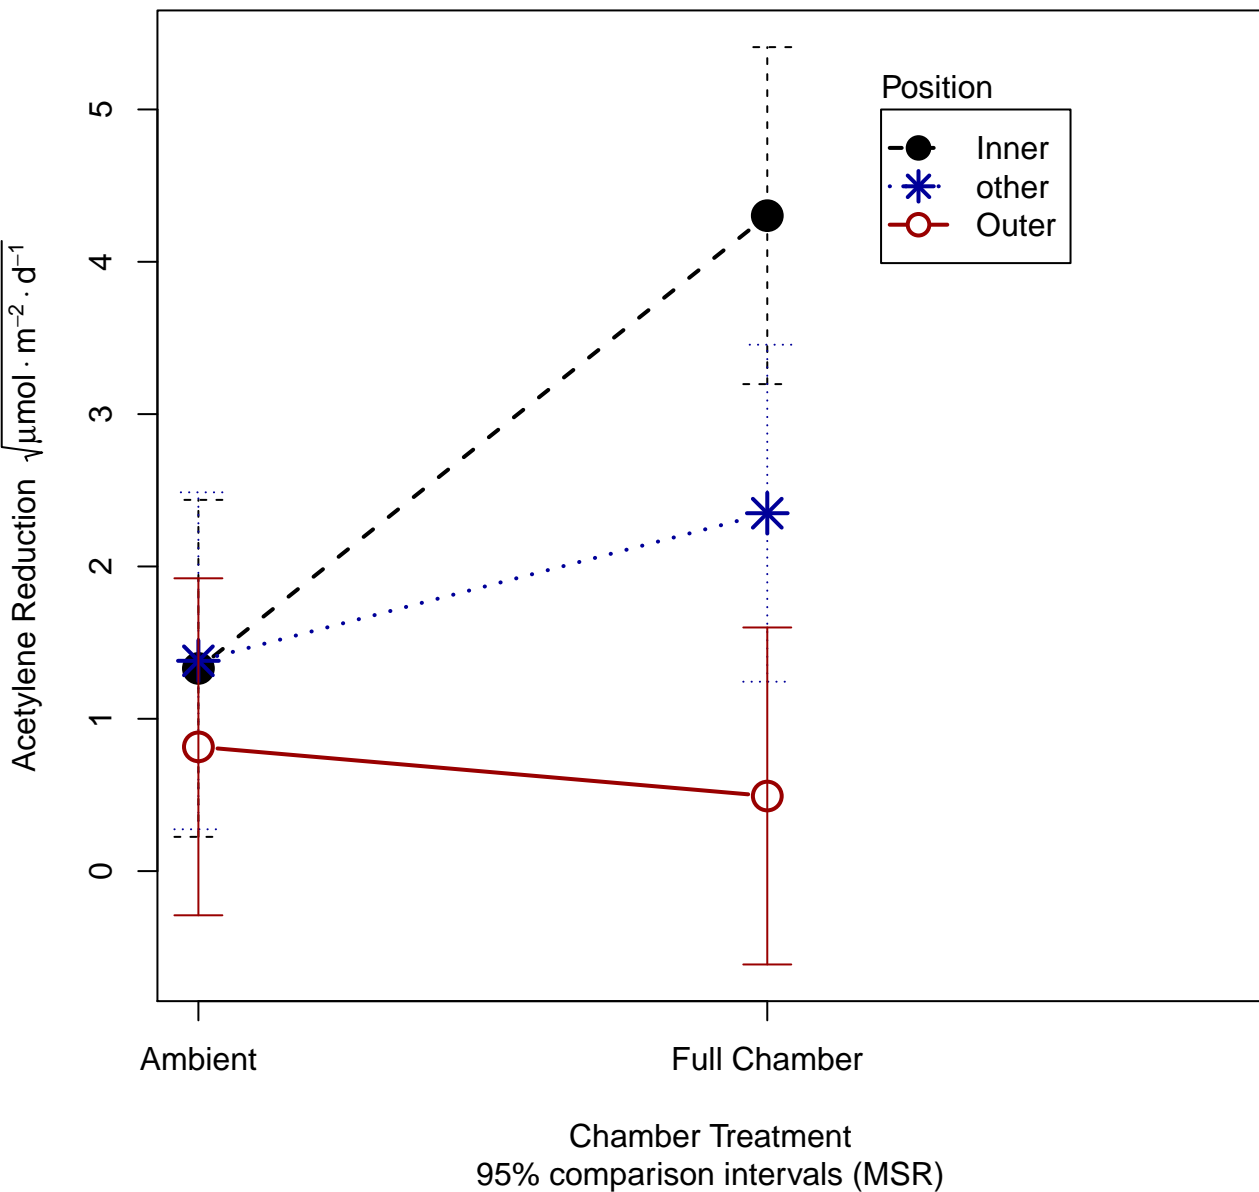 Position
Inner
other
Outer
5
4
3
2
1
0
Acetylene Reduction √μmol · m⁻² · d⁻¹
Ambient
Full Chamber
Chamber Treatment
95% comparison intervals (MSR)